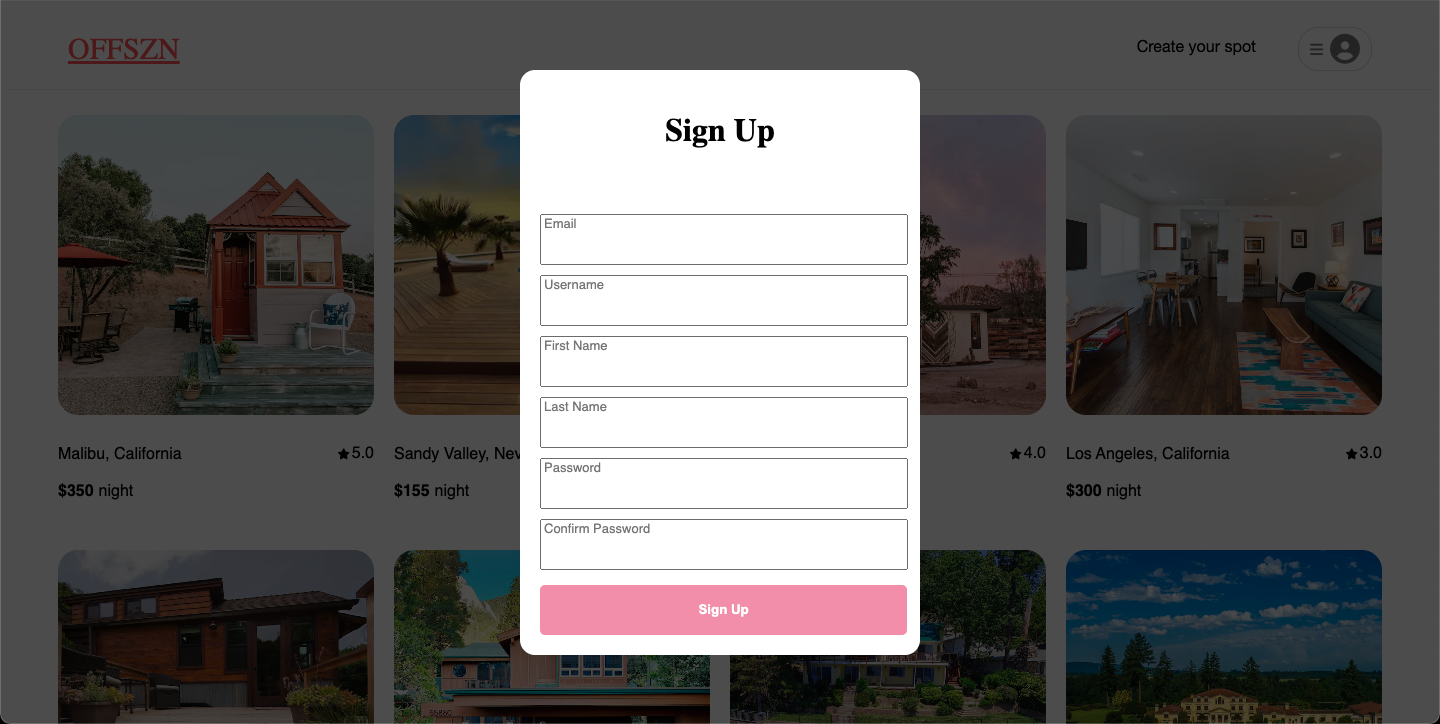 OFFSZN
Create your spot
Sign Up
Email
Username
First Name
Last Name
Password
Confirm Password
Sign Up
Malibu, California
5.0
$350 night
Sandy Valley, Nev
$155 night
4.0
Los Angeles, California
3.0
$300 night